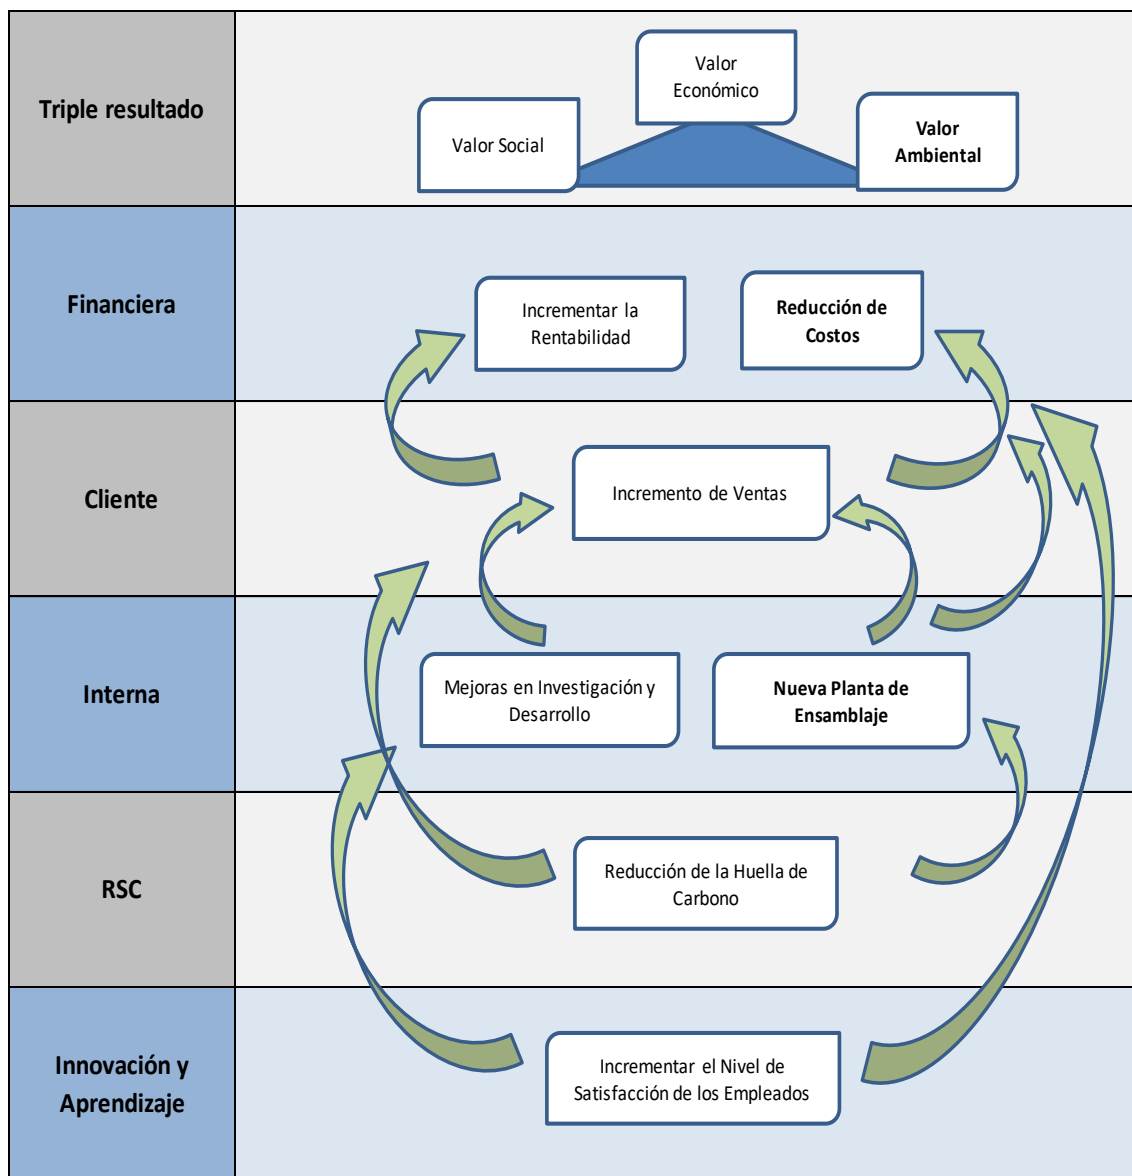 Triple resultado
Valor
Económico
Valor Social
Valor
Ambiental
Financiera
Incrementar la
Rentabilidad
Reducción de
Costos
Cliente
Incremento de Ventas
Interna
Mejoras en Investigación y
Desarrollo
Nueva Planta de
Ensamblaje
RSC
Reducción de la Huella de
Carbono
Innovación y
Aprendizaje
Incrementar el Nivel de
Satisfacción de los Empleados